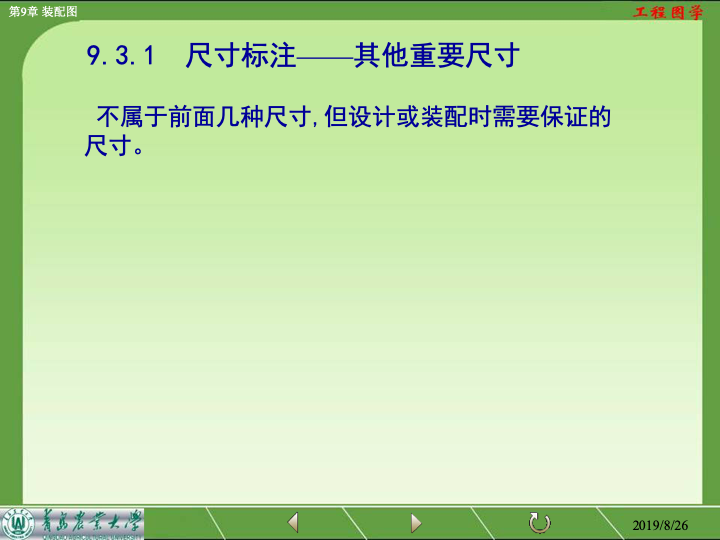 第9章 装配图
工程图学
9.3.1 尺寸标注——其他重要尺寸
不属于前面几种尺寸,但设计或装配时需要保证的
尺寸。
青岛农业大学
2019/8/26